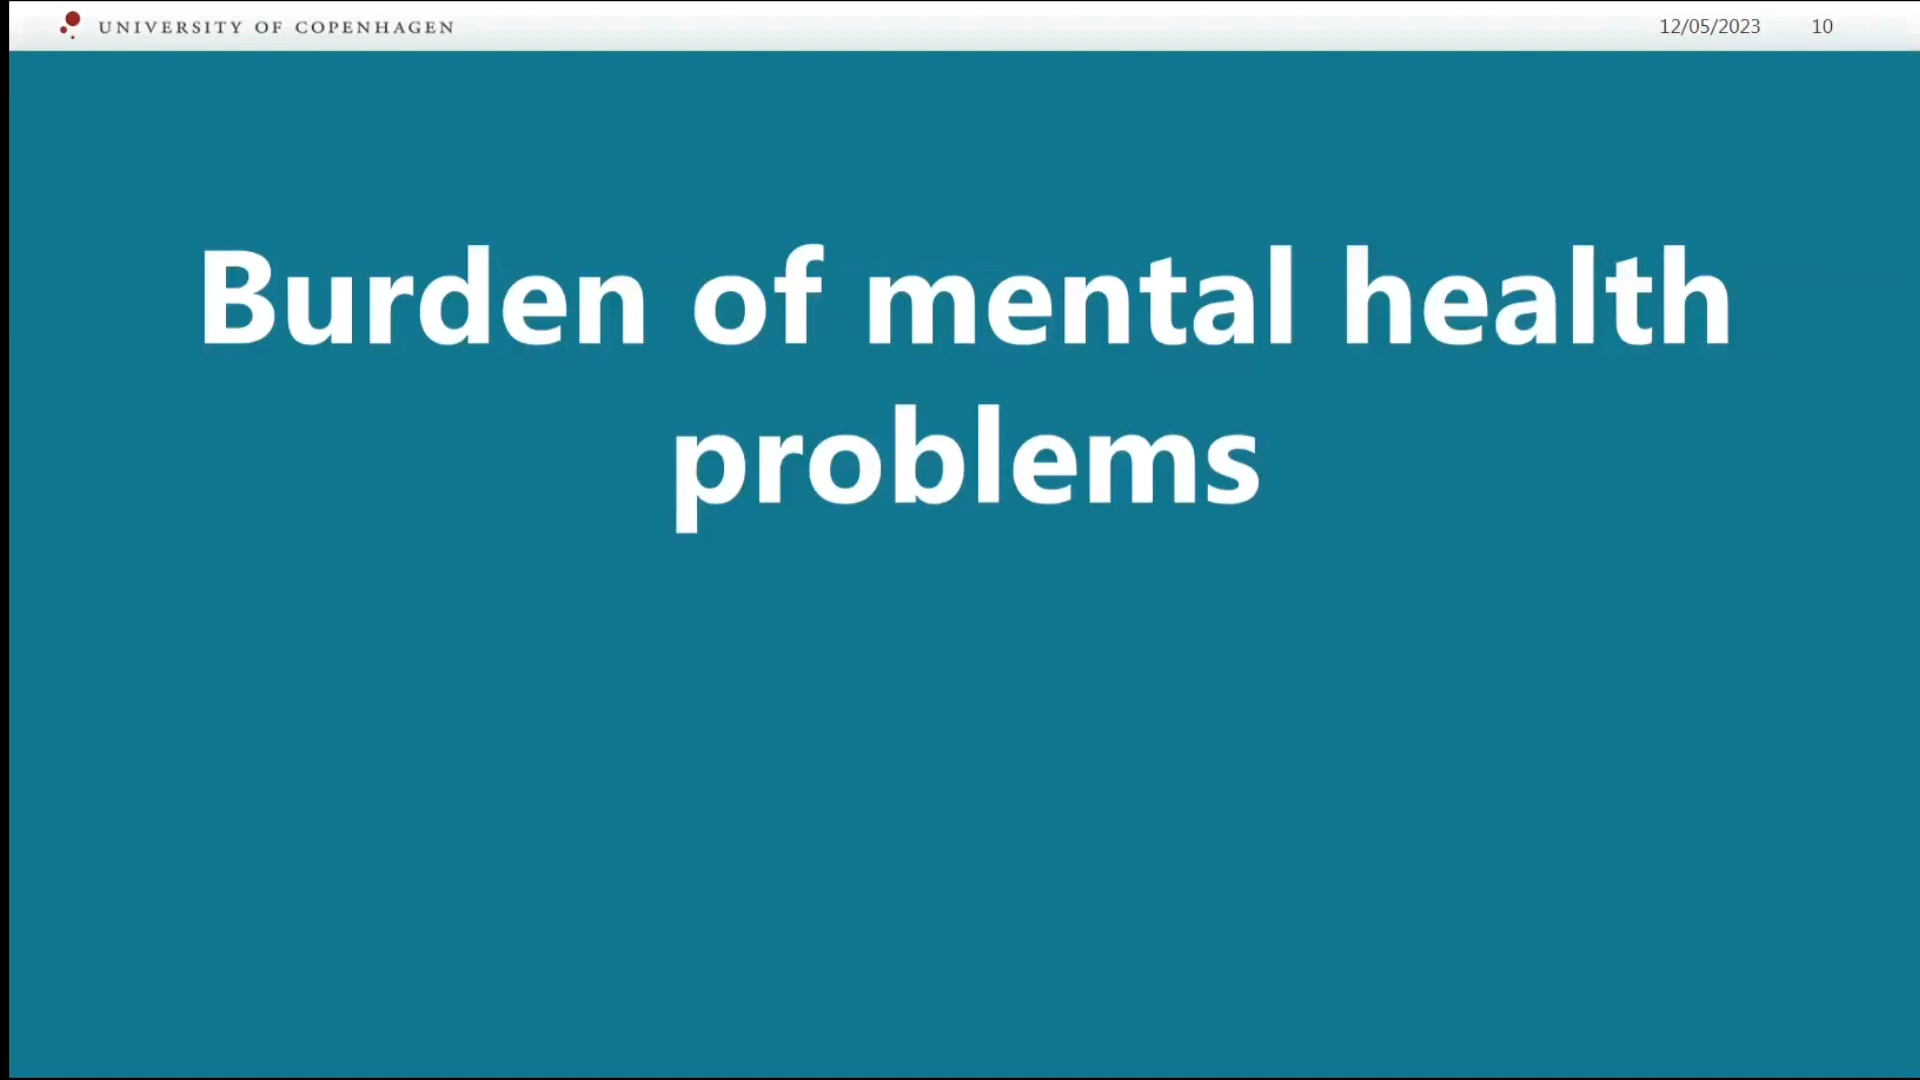 UNIVERSITY OF COPENHAGEN
12/05/2023 10
Burden of mental health
problems